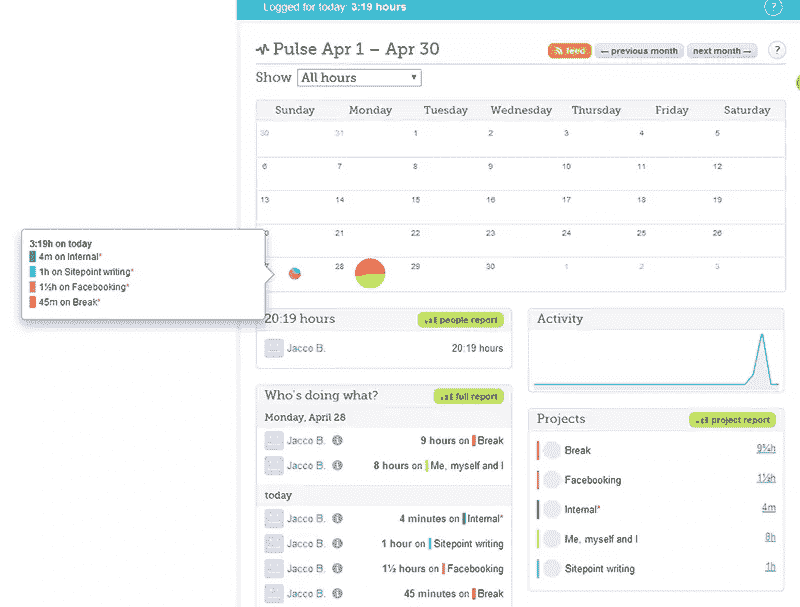 Logged for today: 3:19 hours ?
Pulse Apr 1 – Apr 30 feed ← previous month next month → ?
Show All hours
Sunday Monday Tuesday Wednesday Thursday Friday Saturday
30 31 1 2 3 4 5
6 7 8 9 10 11 12
13 14 15 16 17 18 19
21 22 23 24 25 26
28 29 30 1 2 3
3:19h on today
4m on Internal*
1h on Sitepoint writing*
1½h on Facebooking*
45m on Break*
20:19 hours people report
Jacco B. 20:19 hours
Who's doing what? full report
Monday, April 28
Jacco B. 9 hours on Break
Jacco B. 8 hours on Me, myself and I
today
Jacco B. 4 minutes on Internal*
Jacco B. 1 hour on Sitepoint writing
Jacco B. 1½ hours on Facebooking
Jacco B. 45 minutes on Break
Activity
Projects project report
Break 9¾h
Facebooking 1½h
Internal* 4m
Me, myself and I 8h
Sitepoint writing 1h